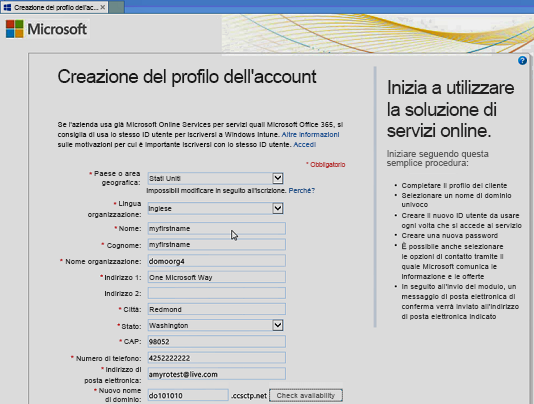 Creazione del profilo dell'ac...
Microsoft
Creazione del profilo dell'account
Se l'azienda usa già Microsoft Online Services per servizi quali Microsoft Office 365, si
consiglia di usa lo stesso ID utente per iscriversi a Windows Intune. Altre informazioni
sulle motivazioni per cui è importante iscriversi con lo stesso ID utente. Accedi
* Obbligatorio
* Paese o area
geografica: Stati Uniti
Impossibili modificare in seguito all'iscrizione. Perché?
* Lingua
organizzazione: Inglese
* Nome: myfirstname
* Cognome: myfirstname
* Nome organizzazione: domoorg4
* Indirizzo 1: One Microsoft Way
Indirizzo 2:
* Città: Redmond
* Stato: Washington
* CAP: 98052
* Numero di telefono: 4252222222
* Indirizzo di
posta elettronica: amyrotest@live.com
* Nuovo nome
di dominio: do101010 .ccsctp.net Check availability
Inizia a utilizzare
la soluzione di
servizi online.
Iniziare seguendo questa
semplice procedura:
• Completare il profilo del cliente
• Selezionare un nome di dominio
univoco
• Creare il nuovo ID utente da usare
ogni volta che si accede al servizio
• Creare una nuova password
• È possibile anche selezionare
le opzioni di contatto tramite il
quale Microsoft comunica le
informazione e le offerte
• In seguito all'invio del modulo, un
messaggio di posta elettronica di
conferma verrà inviato all'indirizzo
di posta elettronica indicato